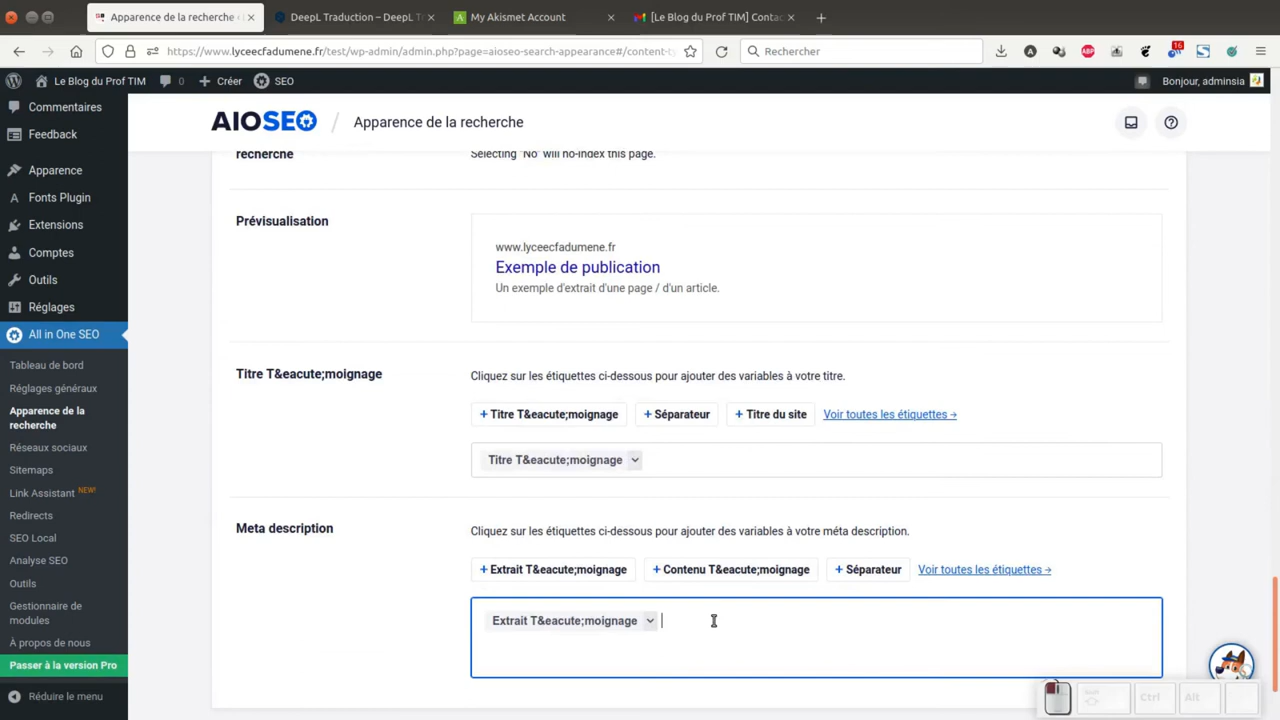 Apparence de la recherche
DeepL Traduction – DeepL T
My Akismet Account
[Le Blog du Prof TIM] Contac
https://www.lyceecfadumene.fr/test/wp-admin/admin.php?page=aioseo-search-appearance#/content-ty
Rechercher
16
ABP
Le Blog du Prof TIM
0
Créer
SEO
Bonjour, adminsia
Commentaires
Feedback
Apparence
Fonts Plugin
Extensions
Comptes
Outils
Réglages
All in One SEO
Tableau de bord
Réglages généraux
Apparence de la
recherche
Réseaux sociaux
Sitemaps
Link Assistant NEW!
Redirects
SEO Local
Analyse SEO
Outils
Gestionnaire de
modules
À propos de nous
Passer à la version Pro
Réduire le menu
AIOSEO / Apparence de la recherche
recherche
Selecting "No" will no-index this page.
Prévisualisation
www.lyceecfadumene.fr
Exemple de publication
Un exemple d'extrait d'une page / d'un article.
Titre T&eacute;moignage
Cliquez sur les étiquettes ci-dessous pour ajouter des variables à votre titre.
+ Titre T&eacute;moignage
+ Séparateur
+ Titre du site
Voir toutes les étiquettes →
Titre T&eacute;moignage
Meta description
Cliquez sur les étiquettes ci-dessous pour ajouter des variables à votre méta description.
+ Extrait T&eacute;moignage
+ Contenu T&eacute;moignage
+ Séparateur
Voir toutes les étiquettes →
Extrait T&eacute;moignage
Ctrl
Alt